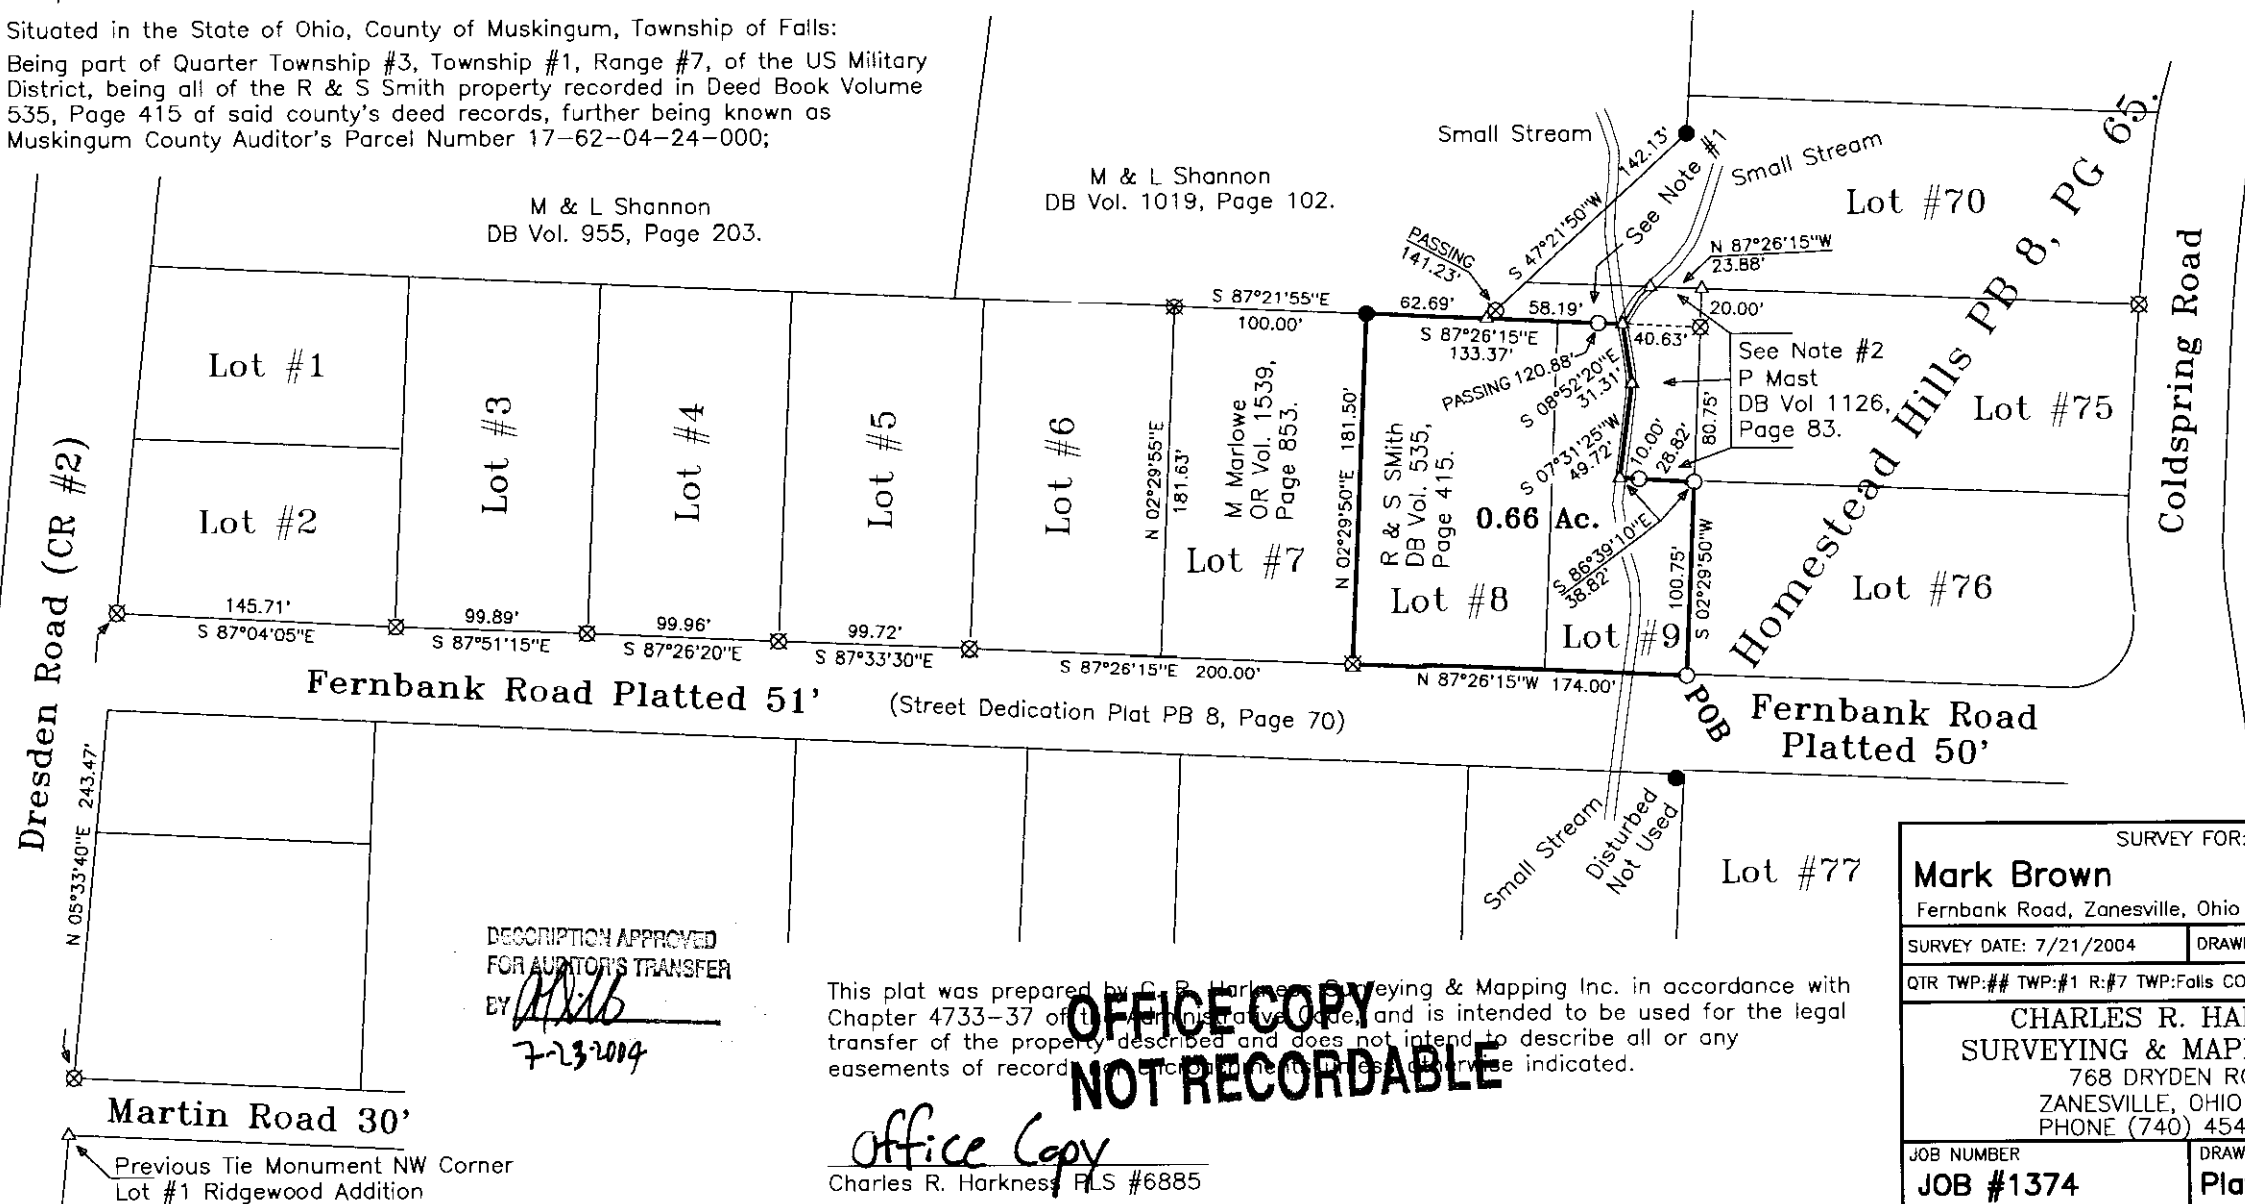 Situated in the State of Ohio, County of Muskingum, Township of Falls:
Being part of Quarter Township #3, Township #1, Range #7, of the US Military
District, being all of the R & S Smith property recorded in Deed Book Volume
535, Page 415 of said county's deed records, further being known as
Muskingum County Auditor's Parcel Number 17-62-04-24-000;
M & L Shannon
DB Vol. 955, Page 203.
M & L Shannon
DB Vol. 1019, Page 102.
Small Stream
142.13'
S 47°21'50"W
See Note #1
Small Stream
Lot #70
Homestead Hills PB 8, PG 65.
Coldspring Road
PASSING
141.23'
N 87°26'15"W
23.88'
S 87°21'55"E
100.00'
62.69'
58.19'
20.00'
S 87°26'15"E
133.37'
40.63'
PASSING 120.88'
S 08°52'20"E
31.31'
See Note #2
P Mast
DB Vol 1126,
Page 83.
Lot #75
S 07°31'25"W
49.72'
10.00'
28.82'
80.75'
Lot #1
Lot #2
Lot #3
Lot #4
Lot #5
Lot #6
N 02°29'55"E
181.63'
M Marlowe
OR Vol. 1539,
Page 853.
Lot #7
N 02°29'50"E 181.50'
R & S SMith
DB Vol. 535,
Page 415.
0.66 Ac.
Lot #8
S 86°39'10"E
38.82'
100.75'
S 02°29'50"W
Lot #9
Lot #76
Dresden Road (CR #2)
145.71'
S 87°04'05"E
99.89'
S 87°51'15"E
99.96'
S 87°26'20"E
99.72'
S 87°33'30"E
S 87°26'15"E 200.00'
N 87°26'15"W 174.00'
POB
Fernbank Road Platted 51'
(Street Dedication Plat PB 8, Page 70)
Fernbank Road
Platted 50'
N 05°33'40"E 243.47'
Small Stream
Disturbed
Not Used
Lot #77
DESCRIPTION APPROVED
FOR AUDITOR'S TRANSFER
BY
7-23-2004
This plat was prepared by C. R. Harkness Surveying & Mapping Inc. in accordance with
Chapter 4733-37 of the Administrative Code, and is intended to be used for the legal
transfer of the property described and does not intend to describe all or any
easements of record or encroachments unless otherwise indicated.
OFFICE COPY
NOT RECORDABLE
Office Copy
Charles R. Harkness PLS #6885
Martin Road 30'
Previous Tie Monument NW Corner
Lot #1 Ridgewood Addition
SURVEY FOR:
Mark Brown
Fernbank Road, Zanesville, Ohio
SURVEY DATE: 7/21/2004
DRAW
QTR TWP:## TWP:#1 R:#7 TWP:Falls CO
CHARLES R. HA
SURVEYING & MAP
768 DRYDEN RO
ZANESVILLE, OHIO
PHONE (740) 454
JOB NUMBER
JOB #1374
DRAW
Pla